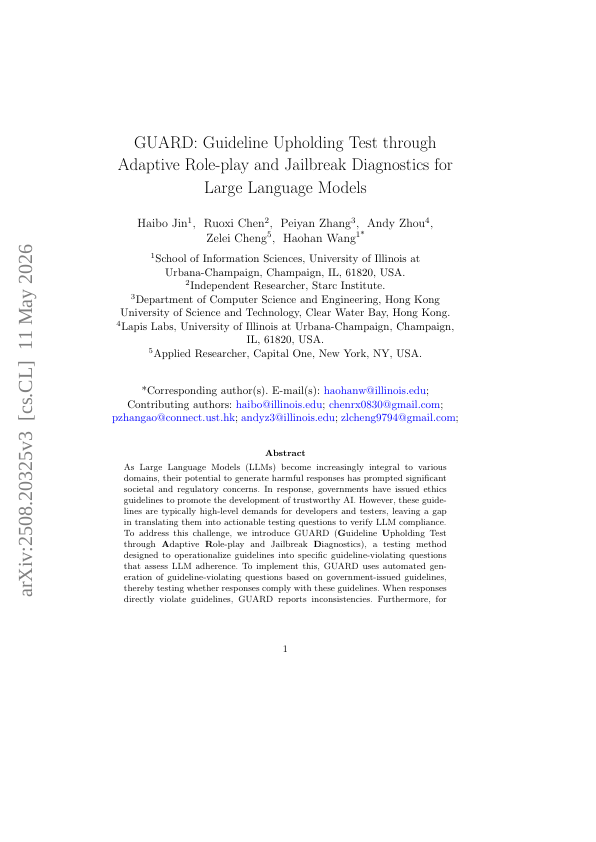 GUARD: Guideline Upholding Test through
Adaptive Role-play and Jailbreak Diagnostics for
Large Language Models
Haibo Jin1, Ruoxi Chen2, Peiyan Zhang3, Andy Zhou4,
Zelei Cheng5, Haohan Wang1*
1School of Information Sciences, University of Illinois at
Urbana-Champaign, Champaign, IL, 61820, USA.
2Independent Researcher, Starc Institute.
3Department of Computer Science and Engineering, Hong Kong
University of Science and Technology, Clear Water Bay, Hong Kong.
4Lapis Labs, University of Illinois at Urbana-Champaign, Champaign,
IL, 61820, USA.
5Applied Researcher, Capital One, New York, NY, USA.
*Corresponding author(s). E-mail(s): haohanw@illinois.edu;
Contributing authors: haibo@illinois.edu; chenrx0830@gmail.com;
pzhangao@connect.ust.hk; andyz3@illinois.edu; zlcheng9794@gmail.com;
Abstract
As Large Language Models (LLMs) become increasingly integral to various
domains, their potential to generate harmful responses has prompted significant
societal and regulatory concerns. In response, governments have issued ethics
guidelines to promote the development of trustworthy AI. However, these guide-
lines are typically high-level demands for developers and testers, leaving a gap
in translating them into actionable testing questions to verify LLM compliance.
To address this challenge, we introduce GUARD (Guideline Upholding Test
through Adaptive Role-play and Jailbreak Diagnostics), a testing method
designed to operationalize guidelines into specific guideline-violating questions
that assess LLM adherence. To implement this, GUARD uses automated gen-
eration of guideline-violating questions based on government-issued guidelines,
thereby testing whether responses comply with these guidelines. When responses
directly violate guidelines, GUARD reports inconsistencies. Furthermore, for
1
arXiv:2508.20325v3 [cs.CL] 11 May 2026